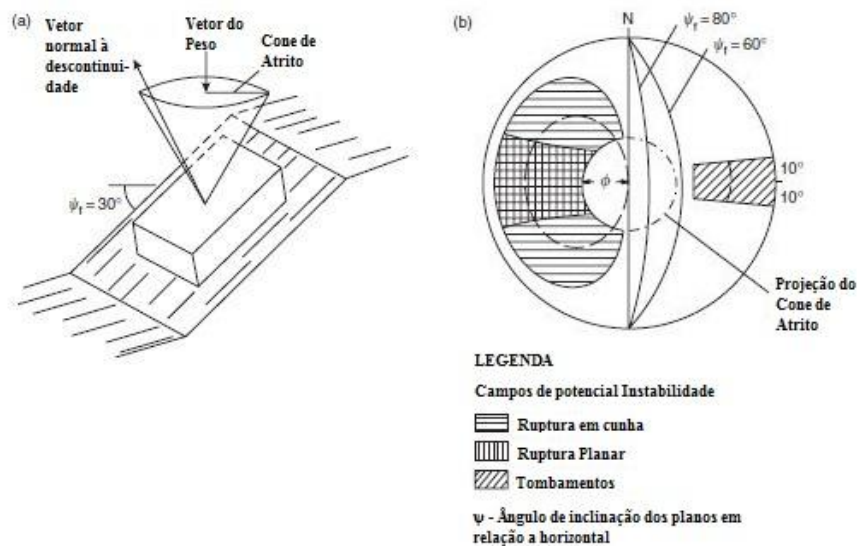 (a)
Vetor
normal à
descontinui-
dade
Vetor do
Peso
Cone de
Atrito
ψf = 30°
(b)
N
ψf = 80°
ψf = 60°
ϕ
10°
10°
Projeção do
Cone de
Atrito
LEGENDA
Campos de potencial Instabilidade
Ruptura em cunha
Ruptura Planar
Tombamentos
ψ - Ângulo de inclinação dos planos em
relação a horizontal